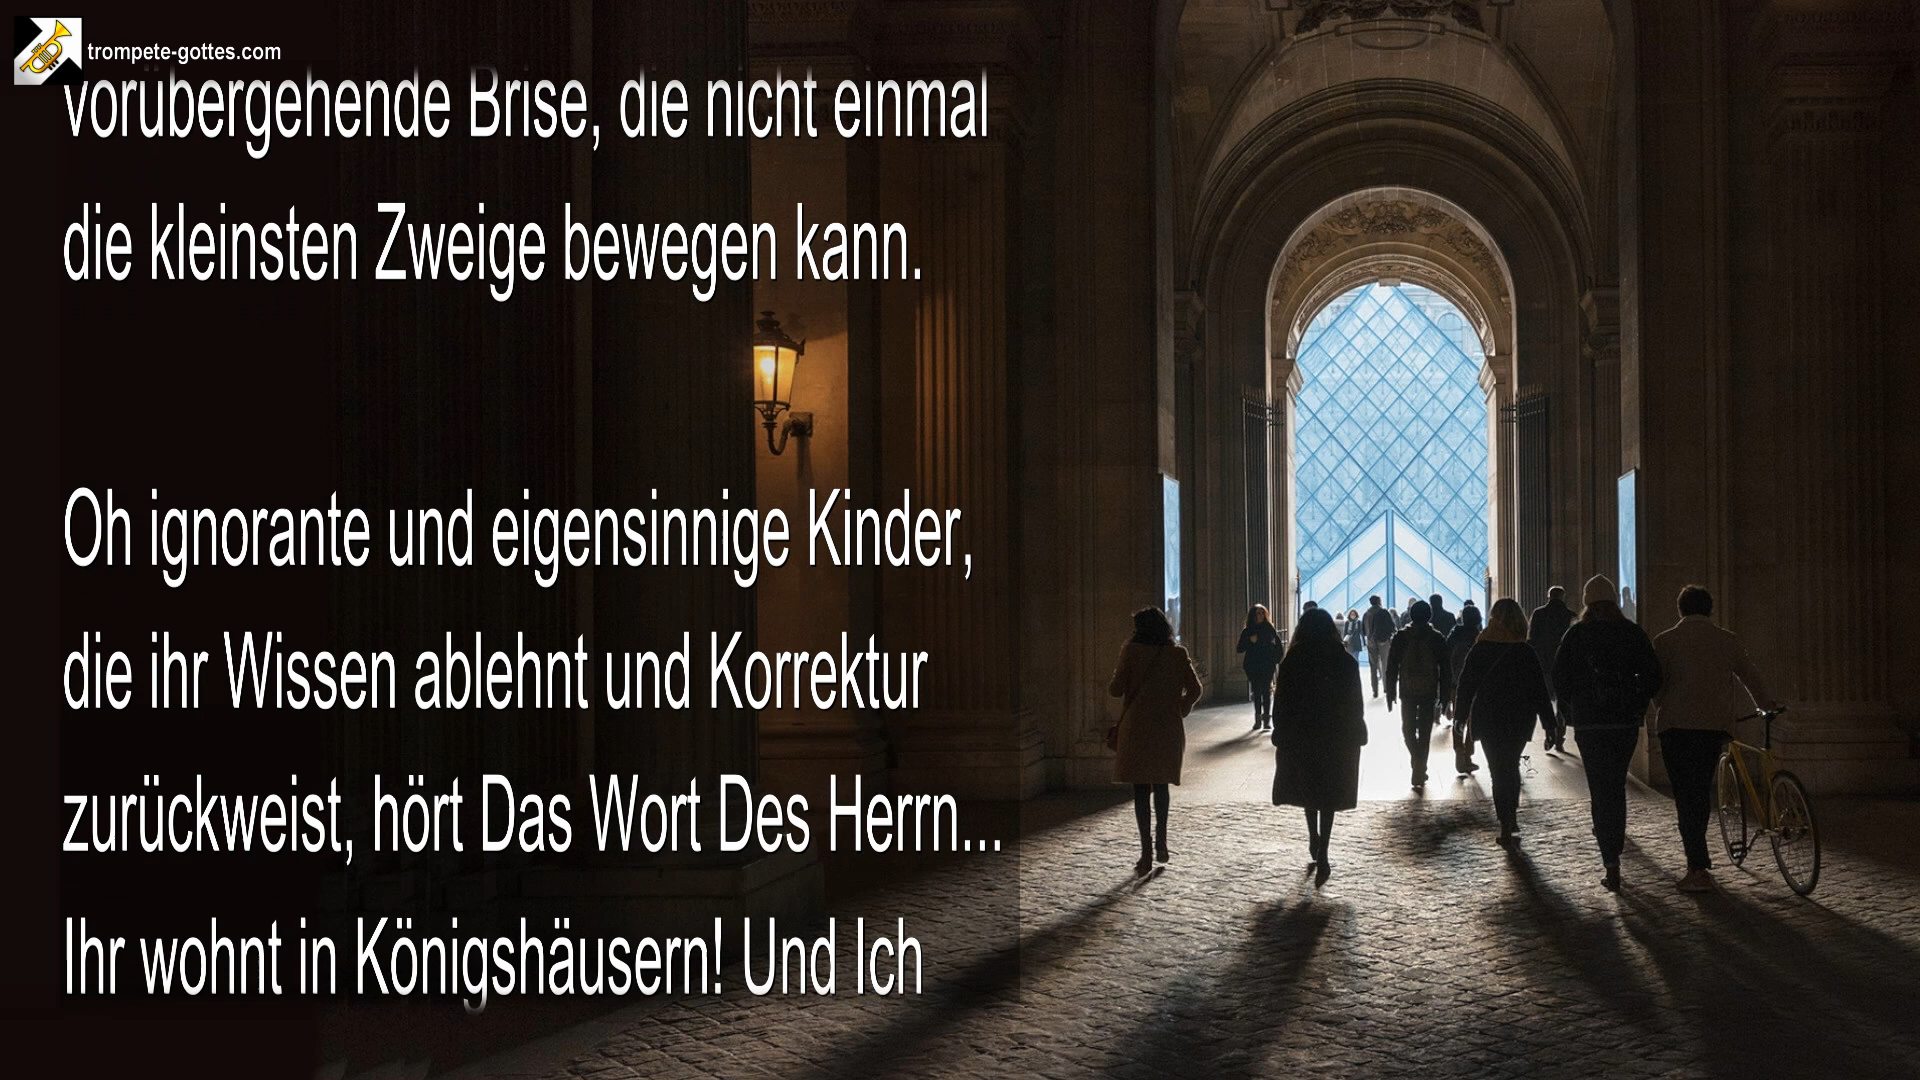 trompete-gottes.com
vorübergehende Brise, die nicht einmal
die kleinsten Zweige bewegen kann.
Oh ignorante und eigensinnige Kinder,
die ihr Wissen ablehnt und Korrektur
zurückweist, hört Das Wort Des Herrn...
Ihr wohnt in Königshäusern! Und Ich